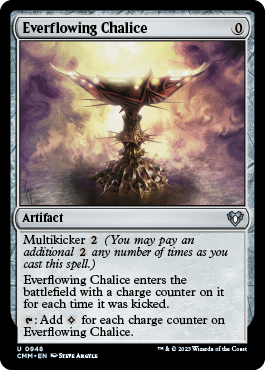 Everflowing Chalice 0
Artifact
Multikicker 2 (You may pay an
additional 2 any number of times as you
cast this spell.)
Everflowing Chalice enters the
battlefield with a charge counter on it
for each time it was kicked.
: Add for each charge counter on
Everflowing Chalice.
U 0948
CMM • EN STEVE ARGYLE
™ & © 2023 Wizards of the Coast